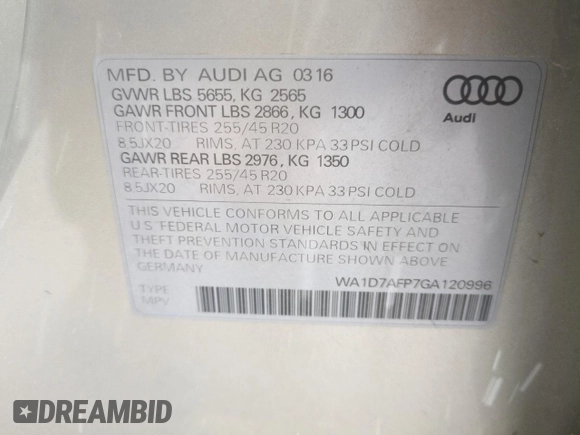 MFD. BY AUDI AG 03 16
GVWR LBS 5655, KG 2565
GAWR FRONT LBS 2866, KG 1300
FRONT-TIRES 255/45 R20
8.5JX20 RIMS, AT 230 KPA 33 PSI COLD
GAWR REAR LBS 2976, KG 1350
REAR-TIRES 255/45 R20
8.5JX20 RIMS, AT 230 KPA 33 PSI COLD
Audi
THIS VEHICLE CONFORMS TO ALL APPLICABLE
U.S. FEDERAL MOTOR VEHICLE SAFETY AND
THEFT PREVENTION STANDARDS IN EFFECT ON
THE DATE OF MANUFACTURE SHOWN ABOVE
GERMANY
WA1D7AFP7GA120996
TYPE
MPV
DREAMBID